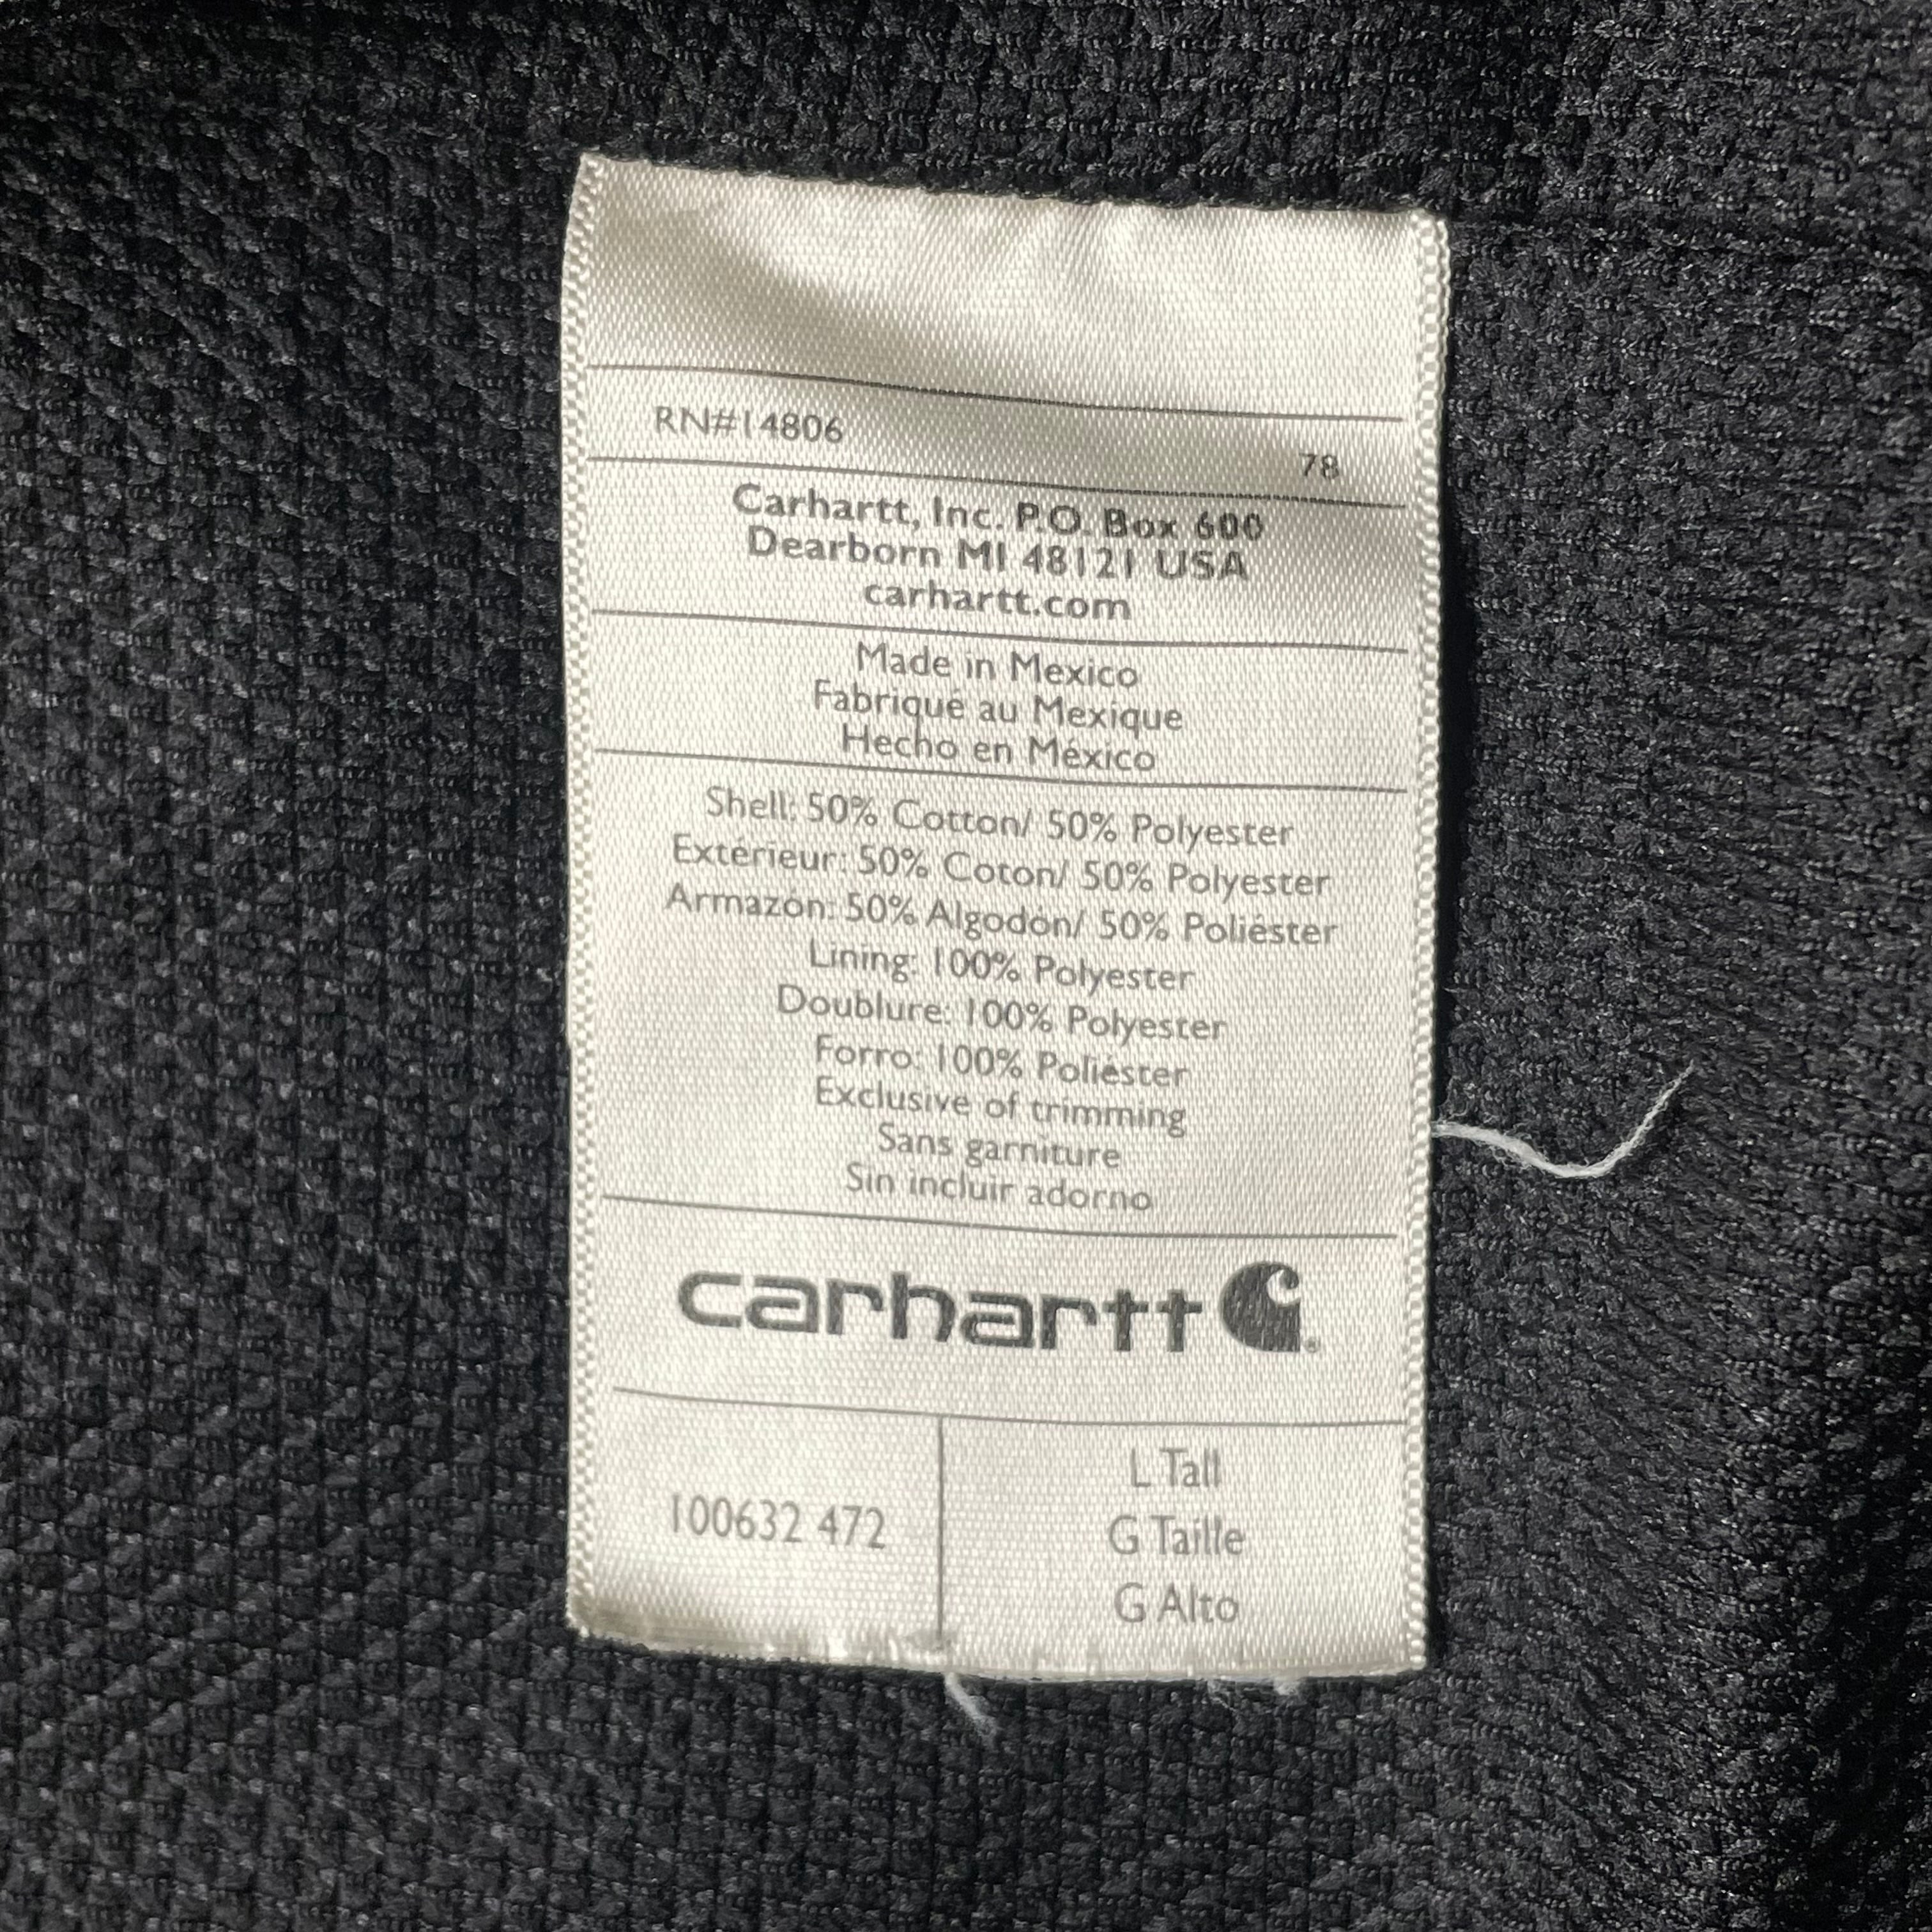 RN#14806 78
Carhartt, Inc. P.O. Box 600
Dearborn MI 48121 USA
carhartt.com
Made in Mexico
Fabriqué au Mexique
Hecho en México
Shell: 50% Cotton/ 50% Polyester
Extérieur: 50% Coton/ 50% Polyester
Armazón: 50% Algodón/ 50% Poliéster
Lining: 100% Polyester
Doublure: 100% Polyester
Forro: 100% Poliéster
Exclusive of trimming
Sans garniture
Sin incluir adorno
carhartt
100632 472
L Tall
G Taille
G Alto